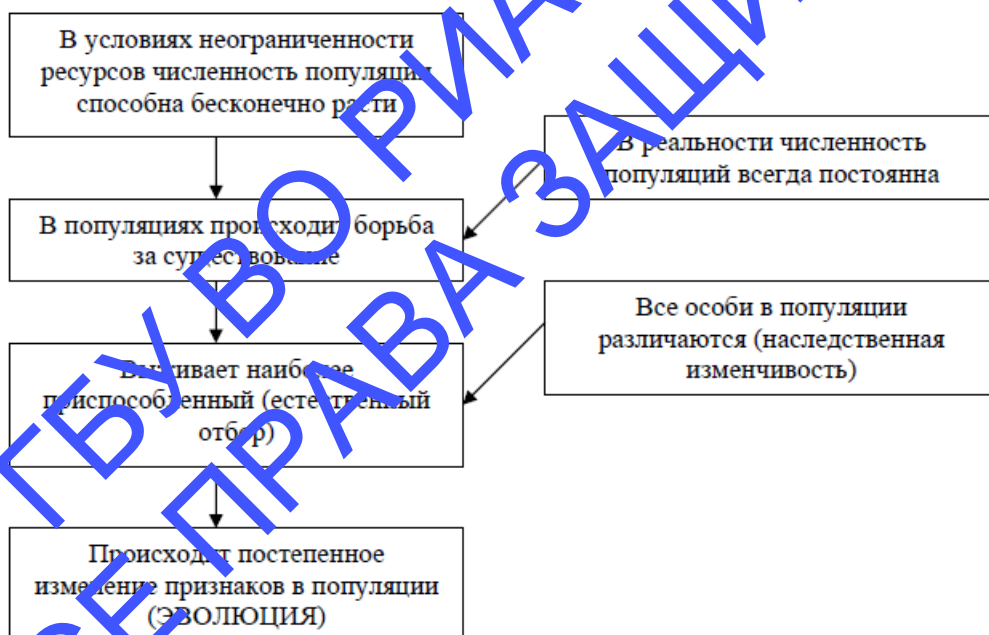 В условиях неограниченности
ресурсов численность популяции
способна бесконечно расти
В реальности численность
популяций всегда постоянна
В популяциях происходит борьба
за существование
Все особи в популяции
различаются (наследственная
изменчивость)
Выживает наиболее
приспособленный (естественный
отбор)
Происходит постепенное
изменение признаков в популяции
(ЭВОЛЮЦИЯ)
ГБУ ВО РИА
СЕ ПРАВА ЗАЩИ